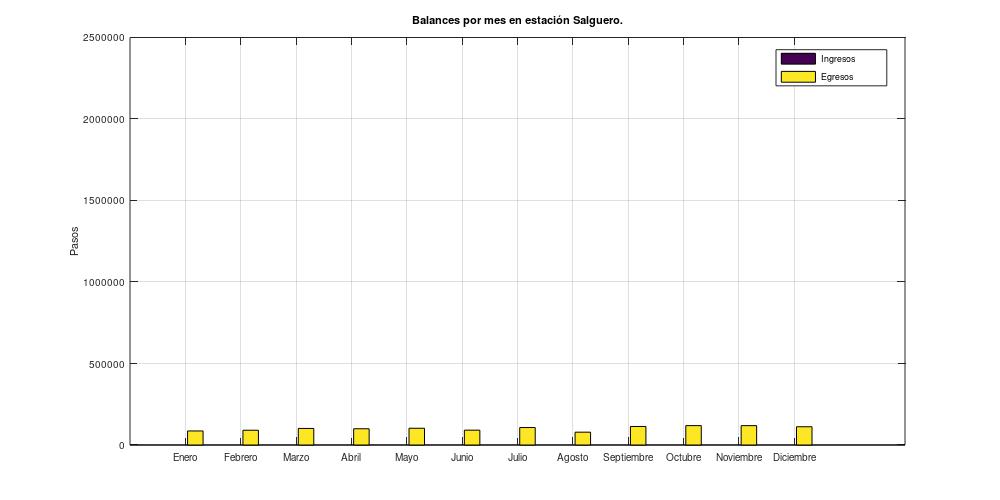 Balances por mes en estación Salguero.
2500000
2000000
1500000
1000000
500000
0
Pasos
Ingresos
Egresos
Enero Febrero Marzo Abril Mayo Junio Julio Agosto Septiembre Octubre Noviembre Diciembre